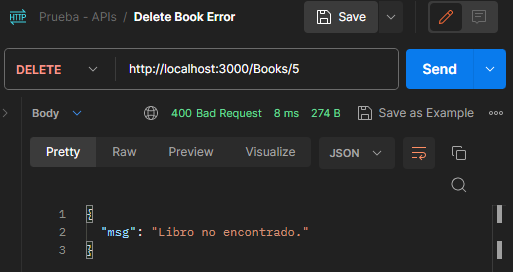 HTTP Prueba - APIs / Delete Book Error Save
DELETE http://localhost:3000/Books/5 Send
Body 400 Bad Request 8 ms 274 B Save as Example
Pretty Raw Preview Visualize JSON
1 {
2 "msg": "Libro no encontrado."
3 }